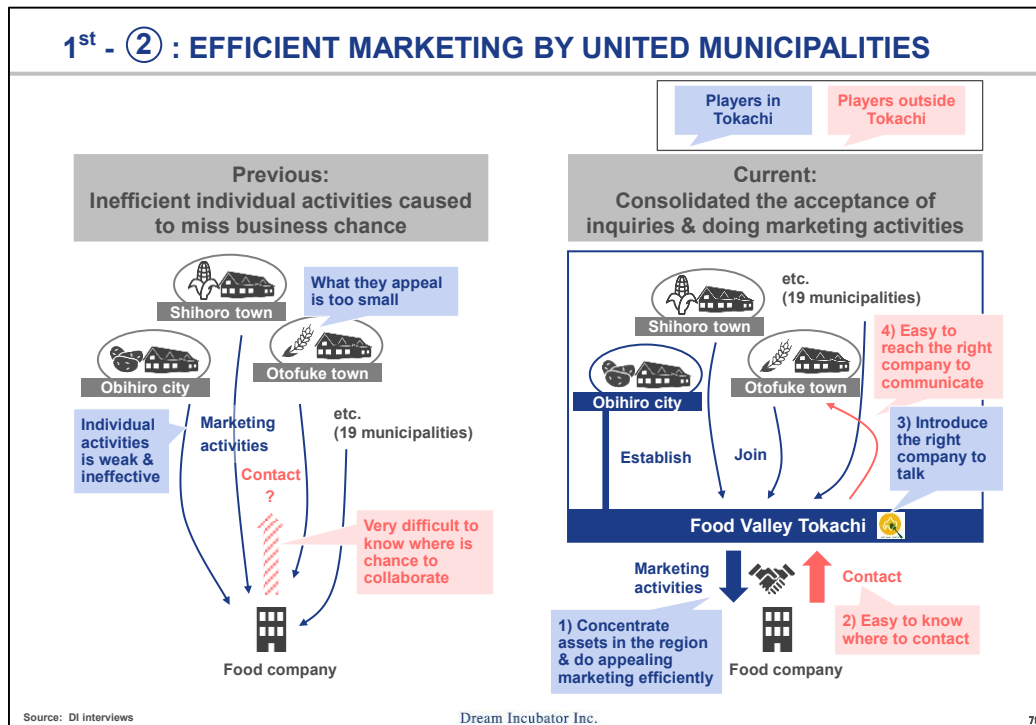 1st - ② : EFFICIENT MARKETING BY UNITED MUNICIPALITIES
Players in
Tokachi
Players outside
Tokachi
Previous:
Inefficient individual activities caused
to miss business chance
Shihoro town
What they appeal
is too small
Obihiro city
Otofuke town
etc.
(19 municipalities)
Individual
activities
is weak &
ineffective
Marketing
activities
Contact
?
Very difficult to
know where is
chance to
collaborate
Food company
Current:
Consolidated the acceptance of
inquiries & doing marketing activities
etc.
(19 municipalities)
Shihoro town
Obihiro city
Otofuke town
4) Easy to
reach the right
company to
communicate
3) Introduce
the right
company to
talk
Establish
Join
Food Valley Tokachi
Marketing
activities
Contact
1) Concentrate
assets in the region
& do appealing
marketing efficiently
2) Easy to know
where to contact
Food company
Source: DI interviews
Dream Incubator Inc.